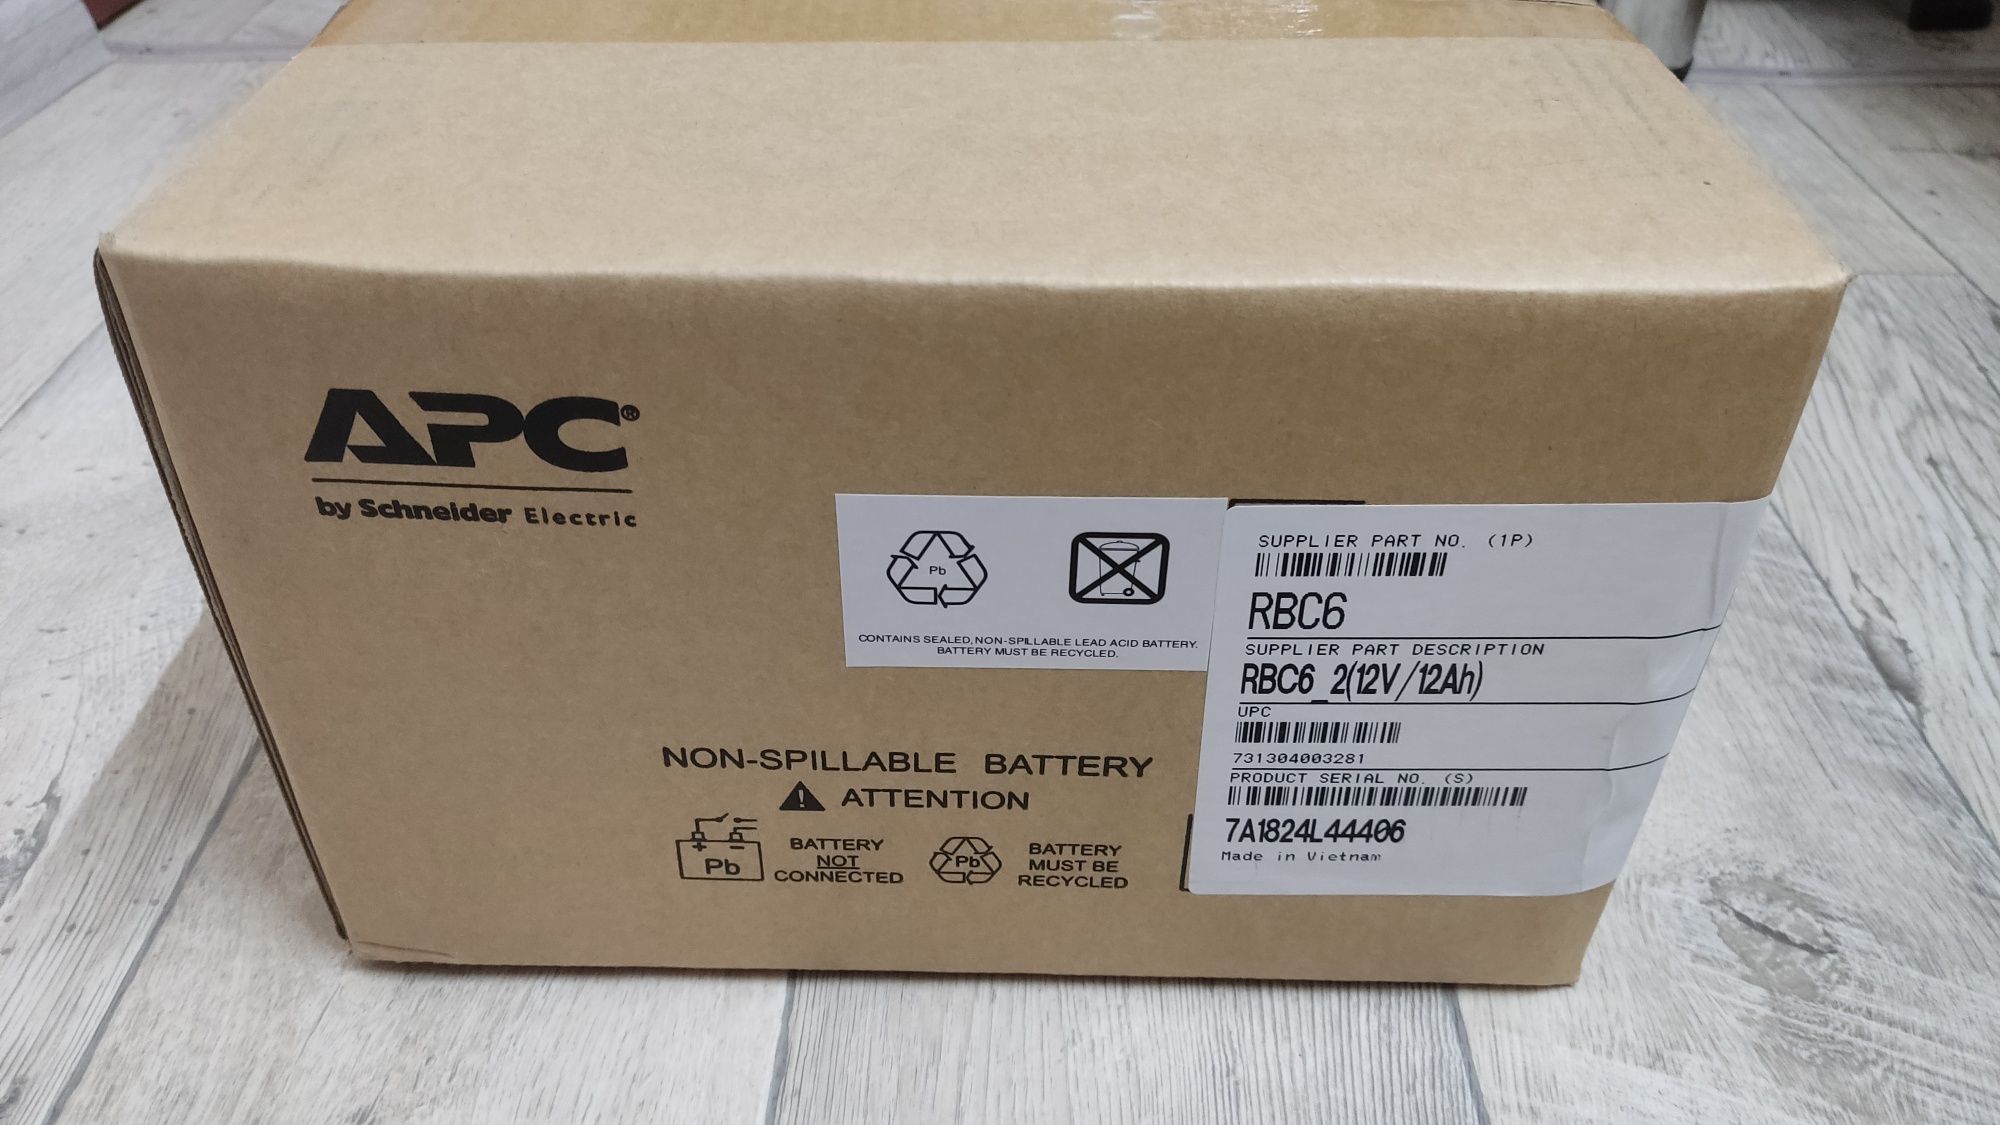 APC®
by Schneider Electric
Pb
CONTAINS SEALED, NON-SPILLABLE LEAD ACID BATTERY.
BATTERY MUST BE RECYCLED.
NON-SPILLABLE BATTERY
ATTENTION
+ -
Pb
BATTERY
NOT
CONNECTED
Pb
BATTERY
MUST BE
RECYCLED
SUPPLIER PART NO. (1P)
RBC6
SUPPLIER PART DESCRIPTION
RBC6_2(12V/12Ah)
UPC
731304003281
PRODUCT SERIAL NO. (S)
7A1824L44406
Made in Vietnam